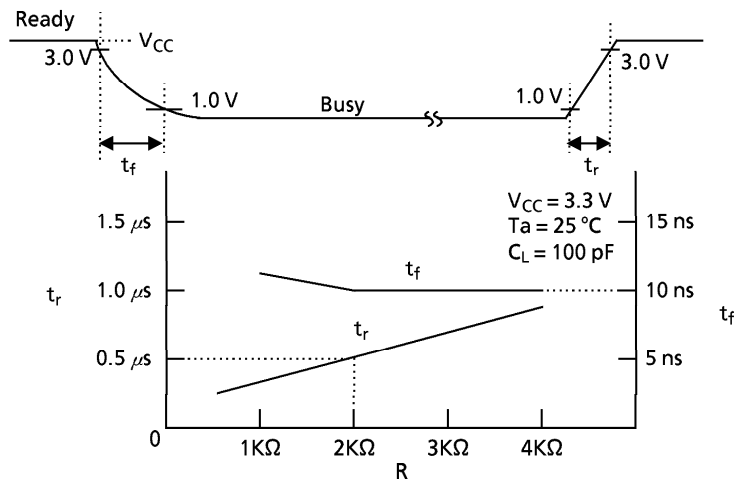 Ready
VCC
3.0 V
1.0 V
Busy
1.0 V
3.0 V
tf
tr
VCC = 3.3 V
Ta = 25 °C
CL = 100 pF
1.5 µs
15 ns
tf
tr
1.0 µs
10 ns
tf
tr
0.5 µs
5 ns
0
1KΩ
2KΩ
3KΩ
4KΩ
R